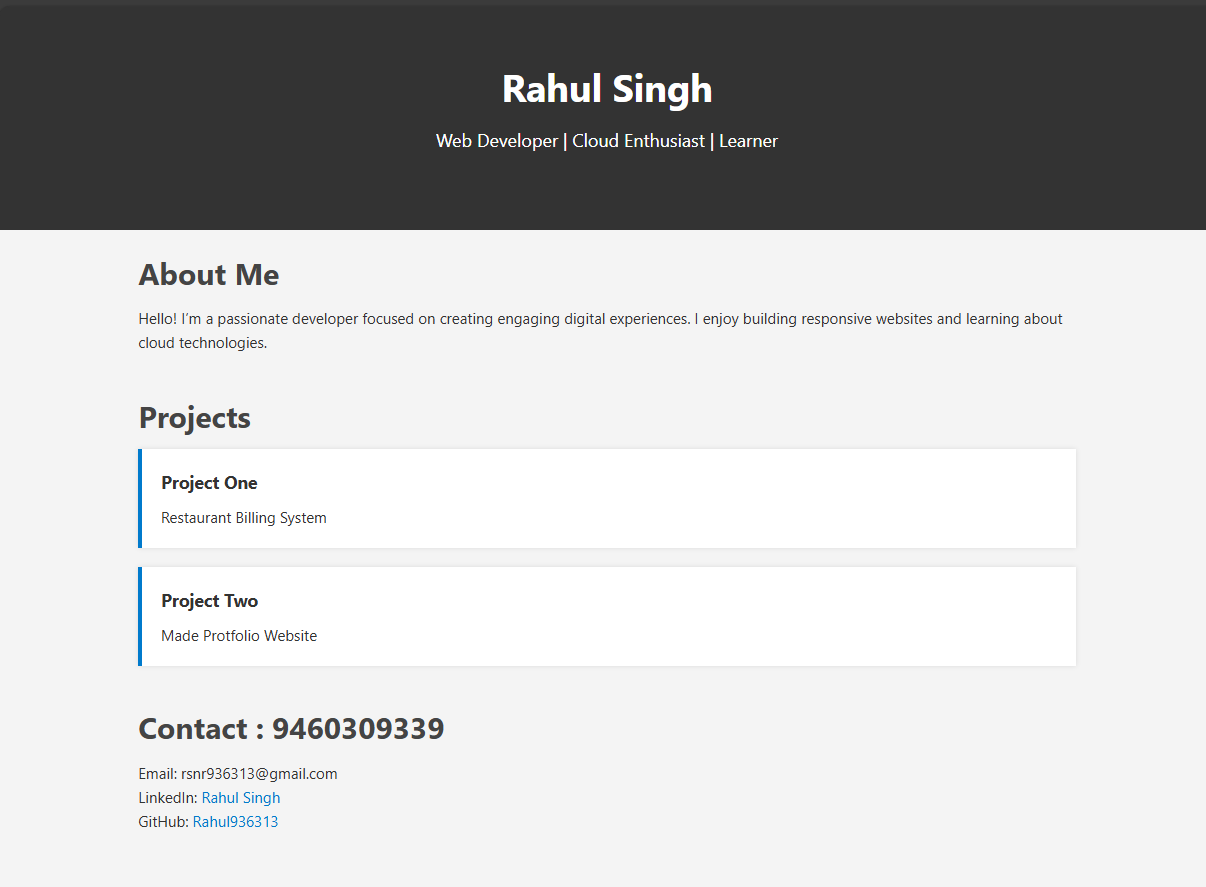 Rahul Singh
Web Developer | Cloud Enthusiast | Learner
About Me
Hello! I’m a passionate developer focused on creating engaging digital experiences. I enjoy building responsive websites and learning about
cloud technologies.
Projects
Project One
Restaurant Billing System
Project Two
Made Protfolio Website
Contact : 9460309339
Email: rsnr936313@gmail.com
LinkedIn: Rahul Singh
GitHub: Rahul936313